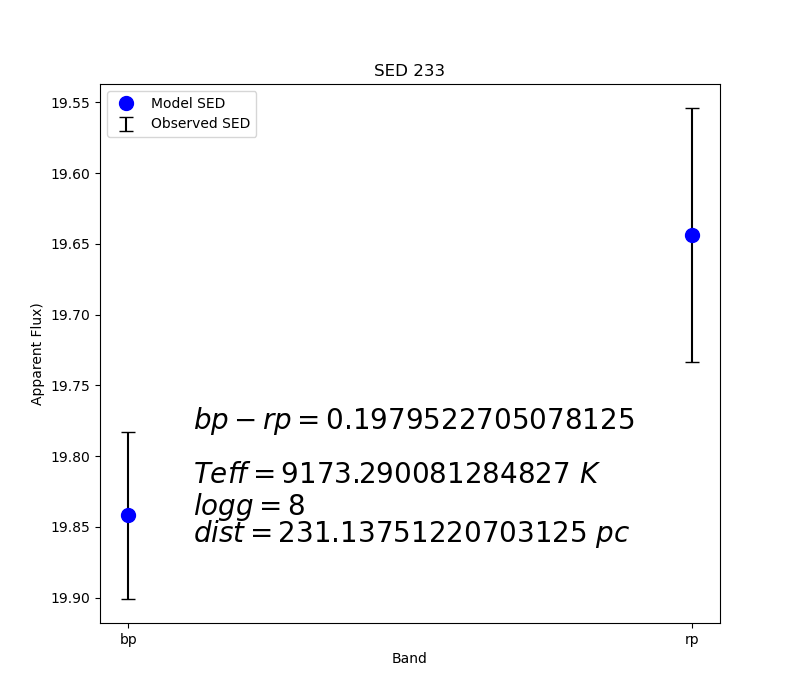 SED 233
Model SED
Observed SED
19.55
19.60
19.65
19.70
19.75
19.80
19.85
19.90
Apparent Flux)
bp − rp = 0.1979522705078125
Teff = 9173.290081284827 K
logg = 8
dist = 231.13751220703125 pc
bp
rp
Band